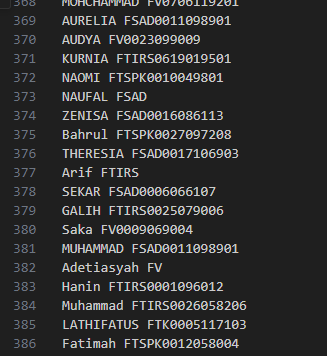 368 MOHCHAMMAD FV0706119201
369 AURELIA FSAD0011098901
370 AUDYA FV0023099009
371 KURNIA FTIRS0619019501
372 NAOMI FTSPK0010049801
373 NAUFAL FSAD
374 ZENISA FSAD0016086113
375 Bahrul FTSPK0027097208
376 THERESIA FSAD0017106903
377 Arif FTIRS
378 SEKAR FSAD0006066107
379 GALIH FTIRS0025079006
380 Saka FV0009069004
381 MUHAMMAD FSAD0011098901
382 Adetiasyah FV
383 Hanin FTIRS0001096012
384 Muhammad FTIRS0026058206
385 LATHIFATUS FTK0005117103
386 Fatimah FTSPK0012058004